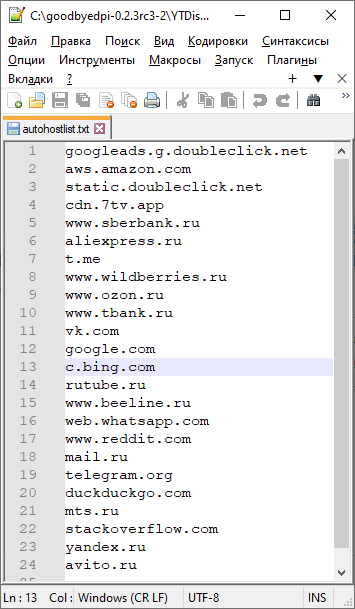 C:\goodbyedpi-0.2.3rc3-2\YTDis...
Файл Правка Поиск Вид Кодировки Синтаксисы
Опции Инструменты Макросы Запуск Плагины
Вкладки ? + ▼ ×
autohostlist.txt
1 googleads.g.doubleclick.net
2 aws.amazon.com
3 static.doubleclick.net
4 cdn.7tv.app
5 www.sberbank.ru
6 aliexpress.ru
7 t.me
8 www.wildberries.ru
9 www.ozon.ru
10 www.tbank.ru
11 vk.com
12 google.com
13 c.bing.com
14 rutube.ru
15 www.beeline.ru
16 web.whatsapp.com
17 www.reddit.com
18 mail.ru
19 telegram.org
20 duckduckgo.com
21 mts.ru
22 stackoverflow.com
23 yandex.ru
24 avito.ru
25
Ln : 13 Col : Windows (CR LF) UTF-8 INS